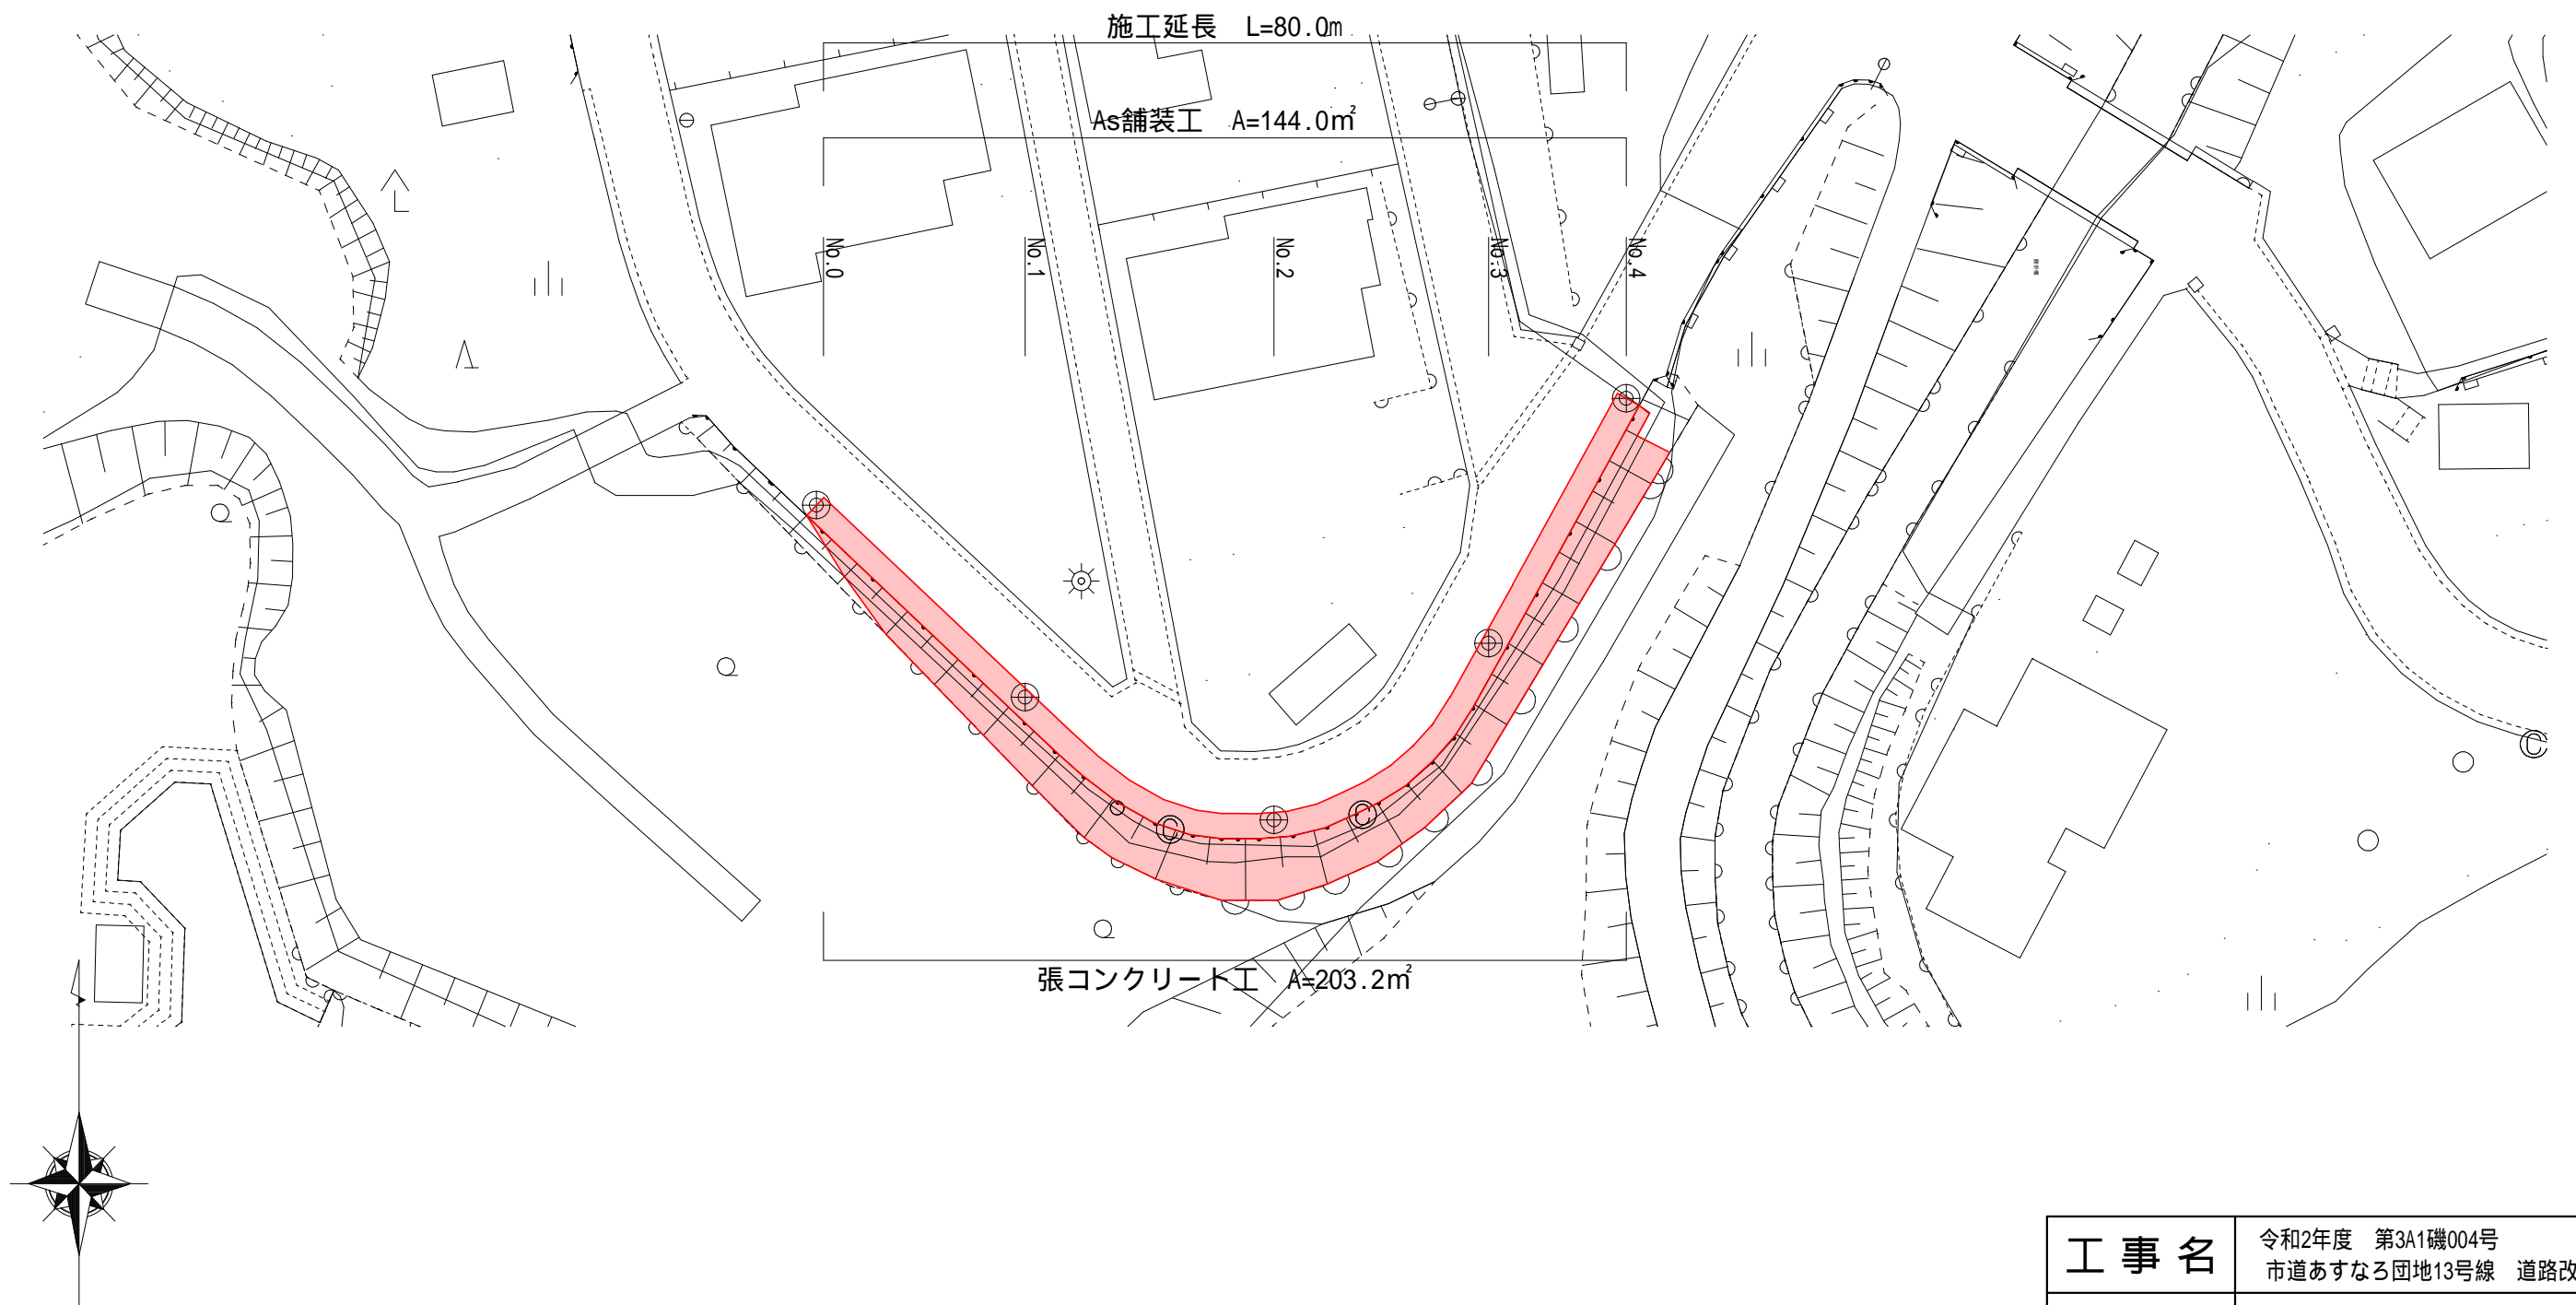 施工延長　L=80.0m
As舗装工　A=144.0㎡
No.0
No.1
No.2
No.3
No.4
C
C
C
張コンクリート工　A=203.2㎡
工事名
令和2年度　第3A1磯004号
市道あすなろ団地13号線　道路改